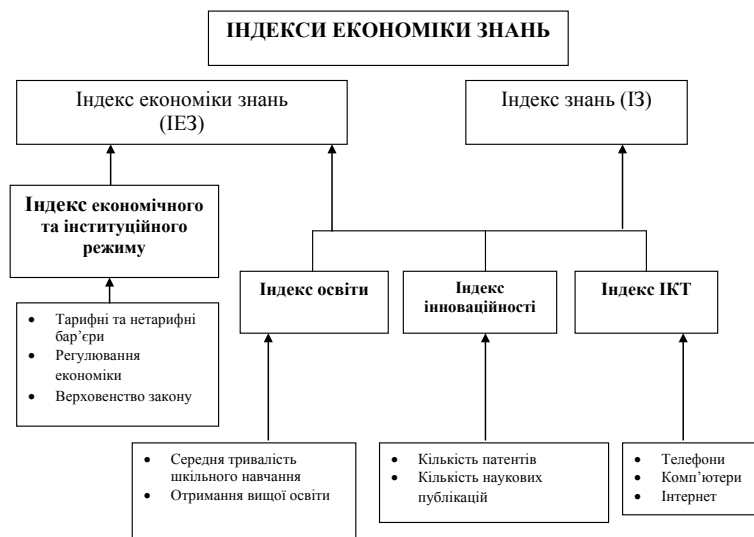 ІНДЕКСИ ЕКОНОМІКИ ЗНАНЬ
Індекс економіки знань
(ІЕЗ)
Індекс знань (ІЗ)
Індекс економічного
та інституційного
режиму
Індекс освіти
Індекс
інноваційності
Індекс ІКТ
• Тарифні та нетарифні
бар’єри
• Регулювання
економіки
• Верховенство закону
• Середня тривалість
шкільного навчання
• Отримання вищої освіти
• Кількість патентів
• Кількість наукових
публікацій
• Телефони
• Комп’ютери
• Інтернет